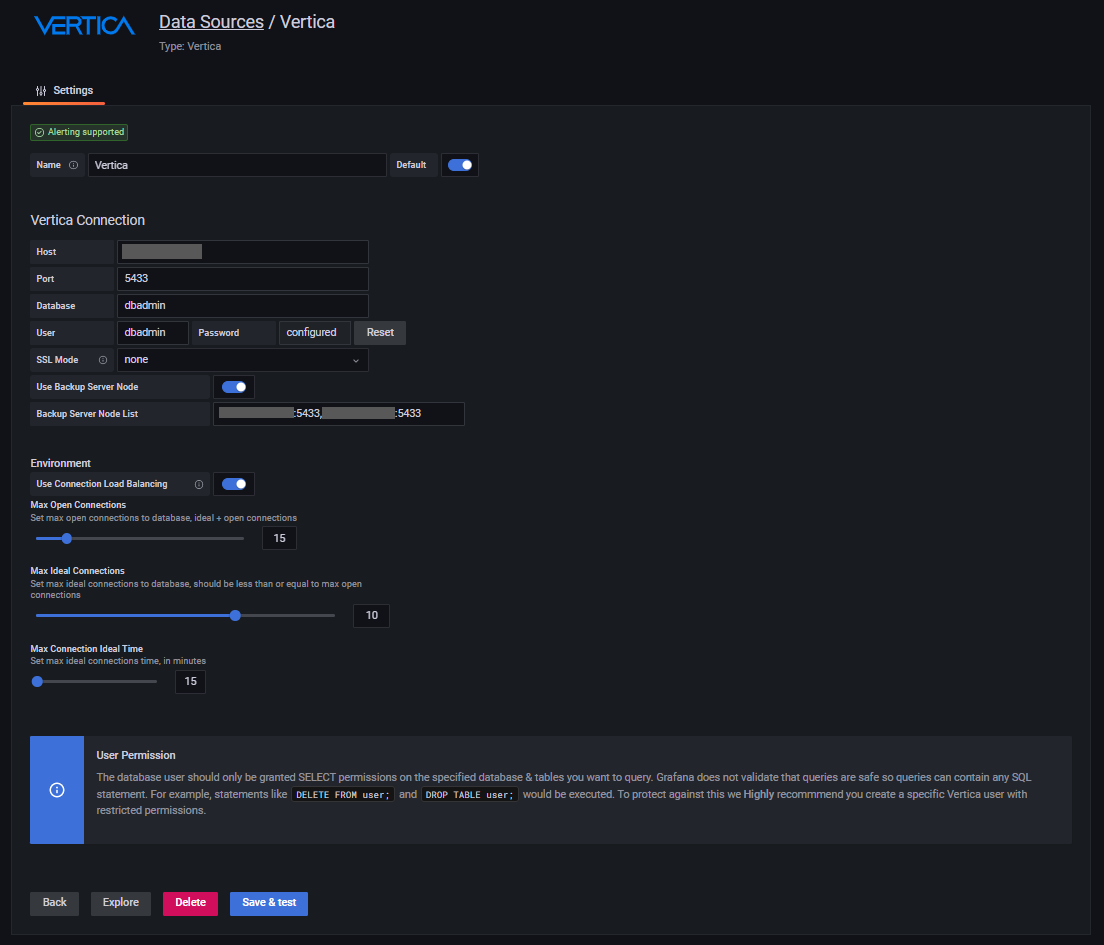 VERTICA
Data Sources / Vertica
Type: Vertica
Settings
Alerting supported
Name
Vertica
Default
Vertica Connection
Host
Port
5433
Database
dbadmin
User
dbadmin
Password
configured
Reset
SSL Mode
none
Use Backup Server Node
Backup Server Node List
:5433, :5433
Environment
Use Connection Load Balancing
Max Open Connections
Set max open connections to database, ideal + open connections
15
Max Ideal Connections
Set max ideal connections to database, should be less than or equal to max open
connections
10
Max Connection Ideal Time
Set max ideal connections time, in minutes
15
User Permission
The database user should only be granted SELECT permissions on the specified database & tables you want to query. Grafana does not validate that queries are safe so queries can contain any SQL
statement. For example, statements like DELETE FROM user; and DROP TABLE user; would be executed. To protect against this we Highly recommmend you create a specific Vertica user with
restricted permissions.
Back
Explore
Delete
Save & test